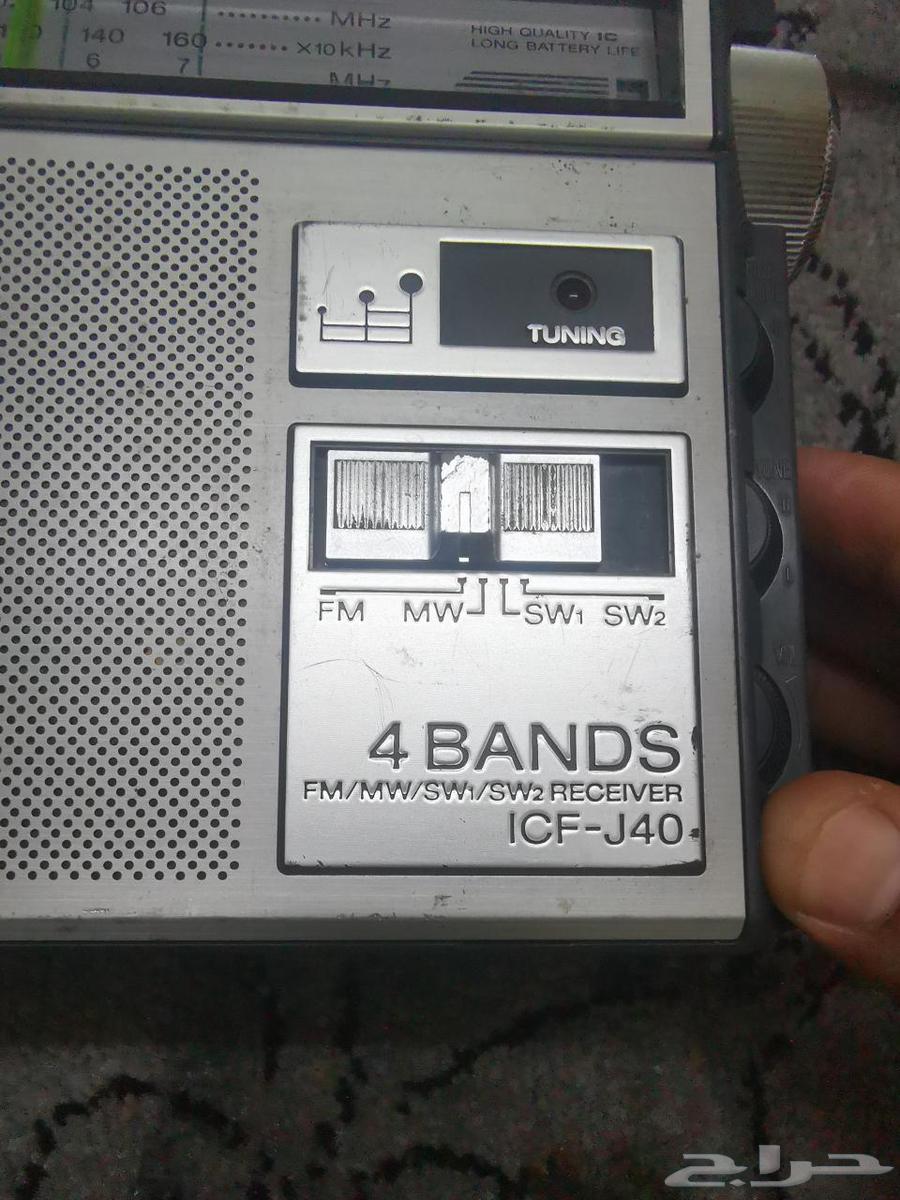 104 106 MHz
140 160 X10kHz
6 7 MHz
HIGH QUALITY IC
LONG BATTERY LIFE
TUNING
FM MW SW1 SW2
4 BANDS
FM/MW/SW1/SW2 RECEIVER
ICF-J40
حراج